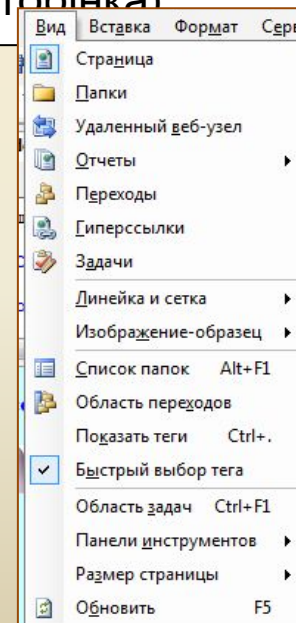 Вид Вставка Формат
Страница
Папки
Удаленный веб-узел
Отчеты
Переходы
Гиперссылки
Задачи
Линейка и сетка
Изображение-образец
Список папок Alt+F1
Область переходов
Показать теги Ctrl+.
Быстрый выбор тега
Область задач Ctrl+F1
Панели инструментов
Размер страницы
Обновить F5